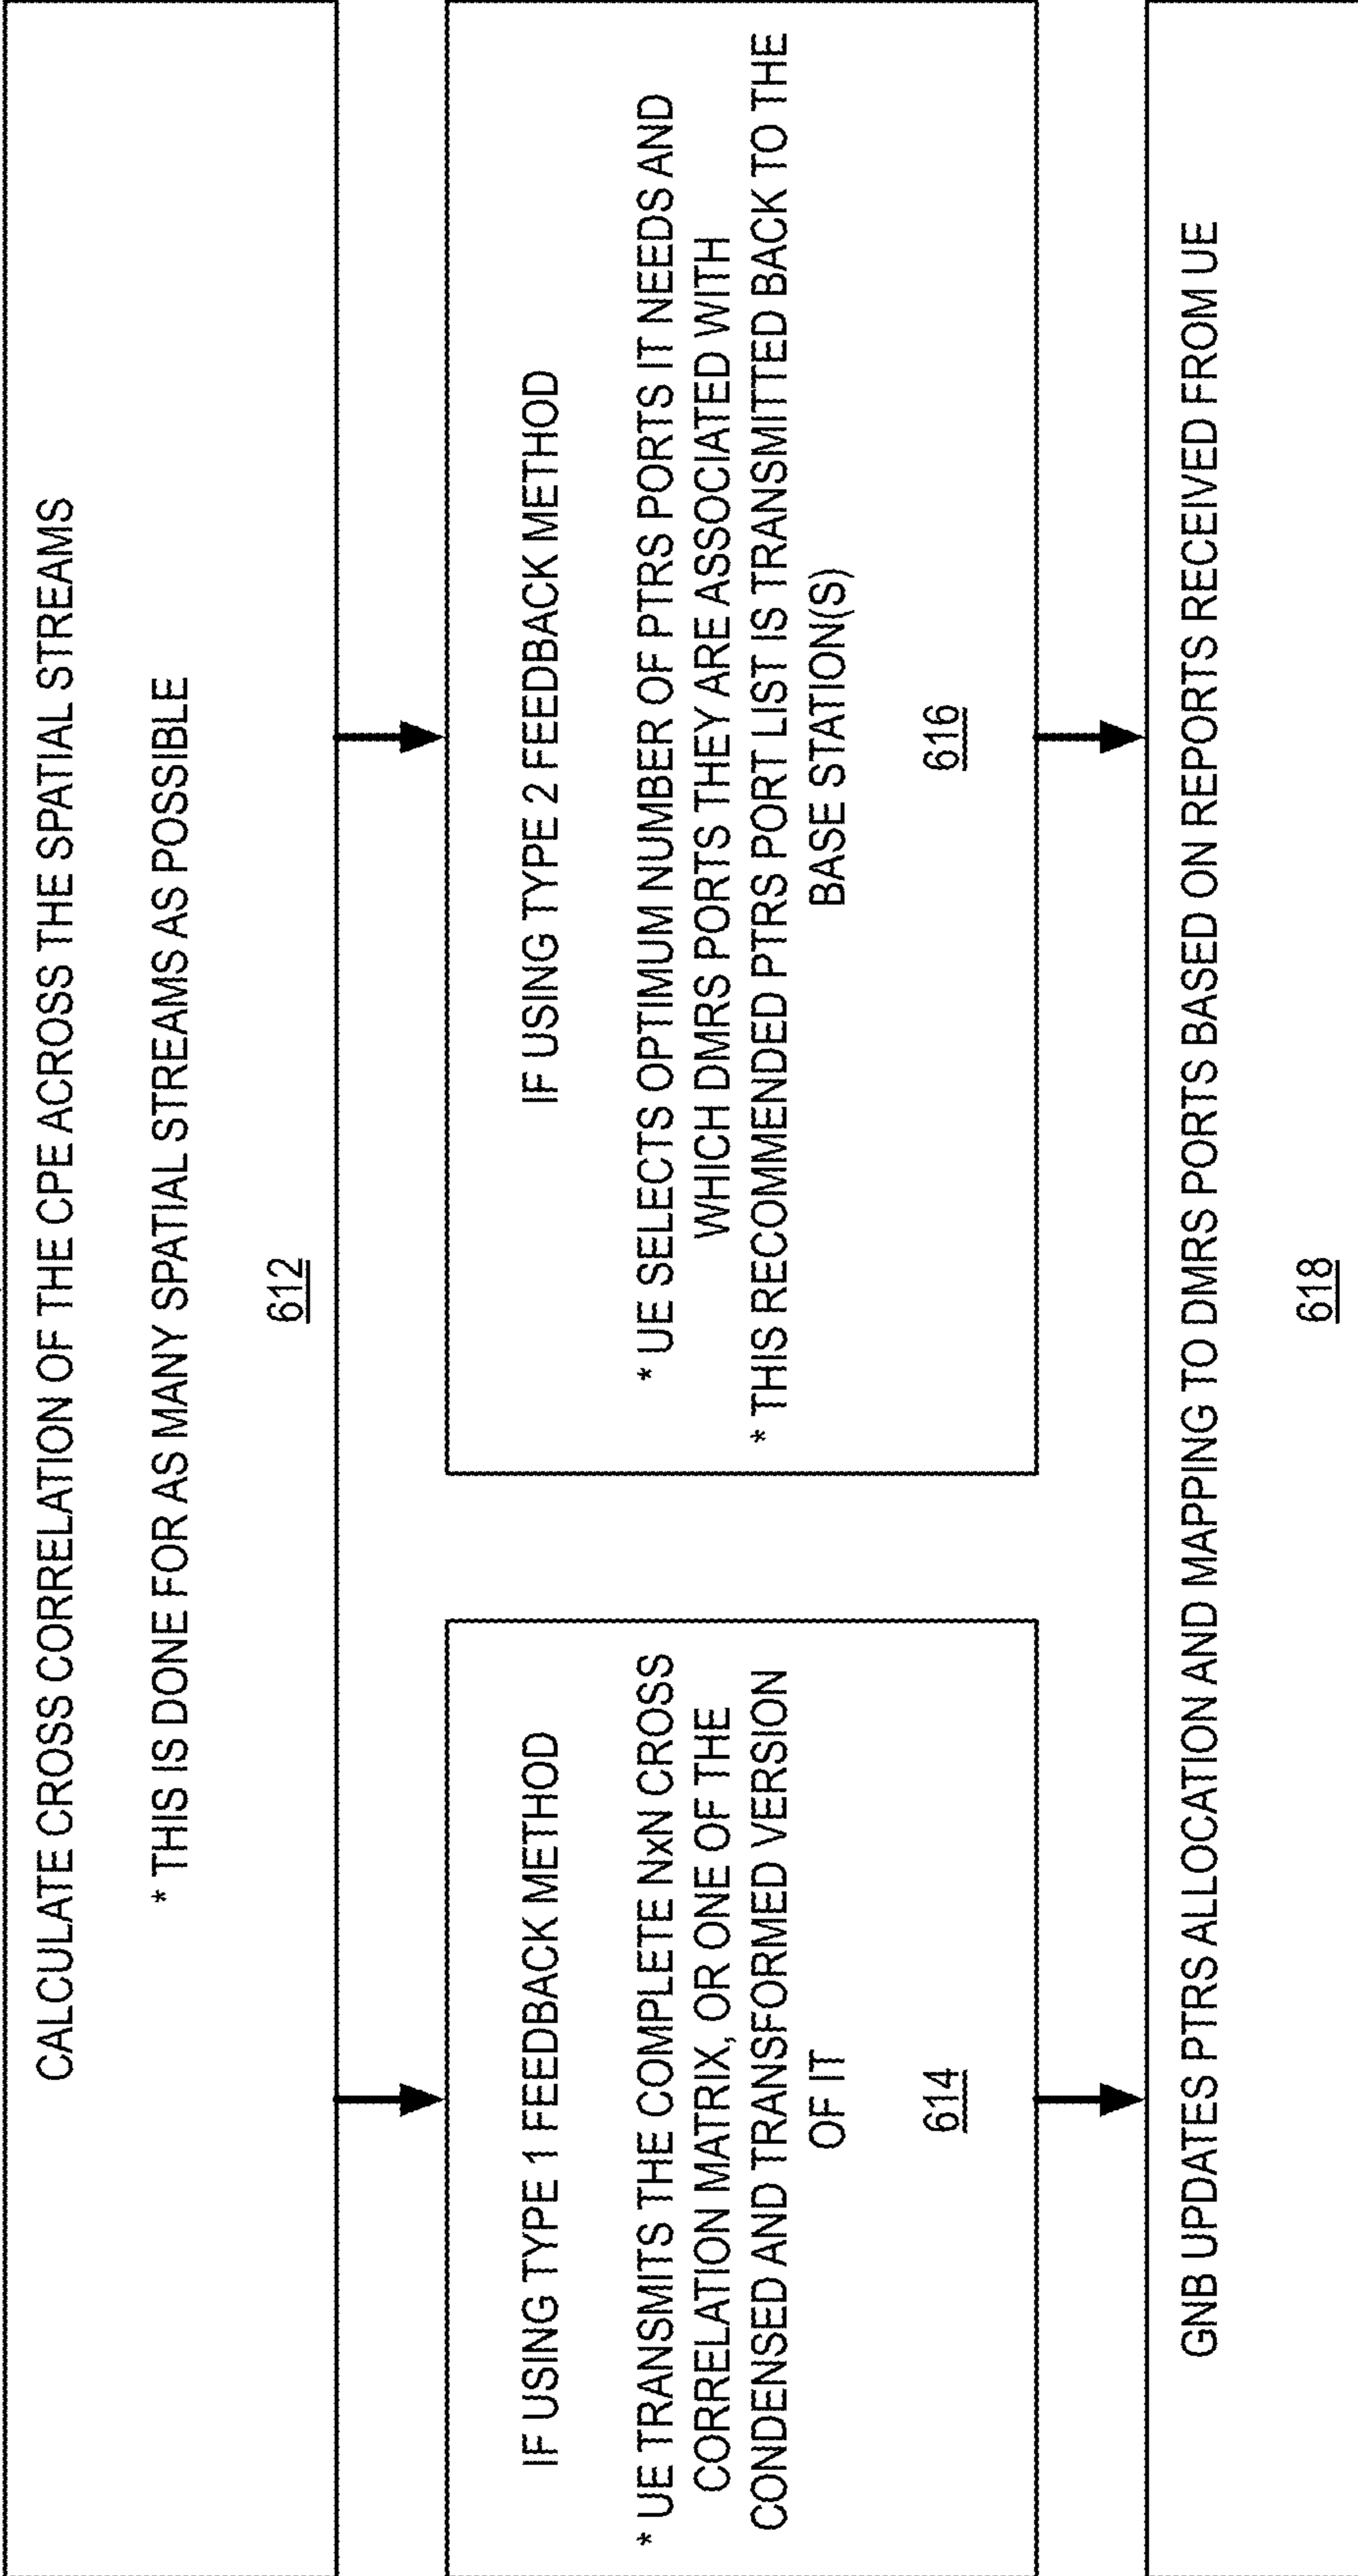 CALCULATE CROSS CORRELATION OF THE CPE ACROSS THE SPATIAL STREAMS
* THIS IS DONE FOR AS MANY SPATIAL STREAMS AS POSSIBLE
612
IF USING TYPE 1 FEEDBACK METHOD
* UE TRANSMITS THE COMPLETE NxN CROSS
CORRELATION MATRIX, OR ONE OF THE
CONDENSED AND TRANSFORMED VERSION
OF IT
614
IF USING TYPE 2 FEEDBACK METHOD
* UE SELECTS OPTIMUM NUMBER OF PTRS PORTS IT NEEDS AND
WHICH DMRS PORTS THEY ARE ASSOCIATED WITH
* THIS RECOMMENDED PTRS PORT LIST IS TRANSMITTED BACK TO THE
BASE STATION(S)
616
GNB UPDATES PTRS ALLOCATION AND MAPPING TO DMRS PORTS BASED ON REPORTS RECEIVED FROM UE
618